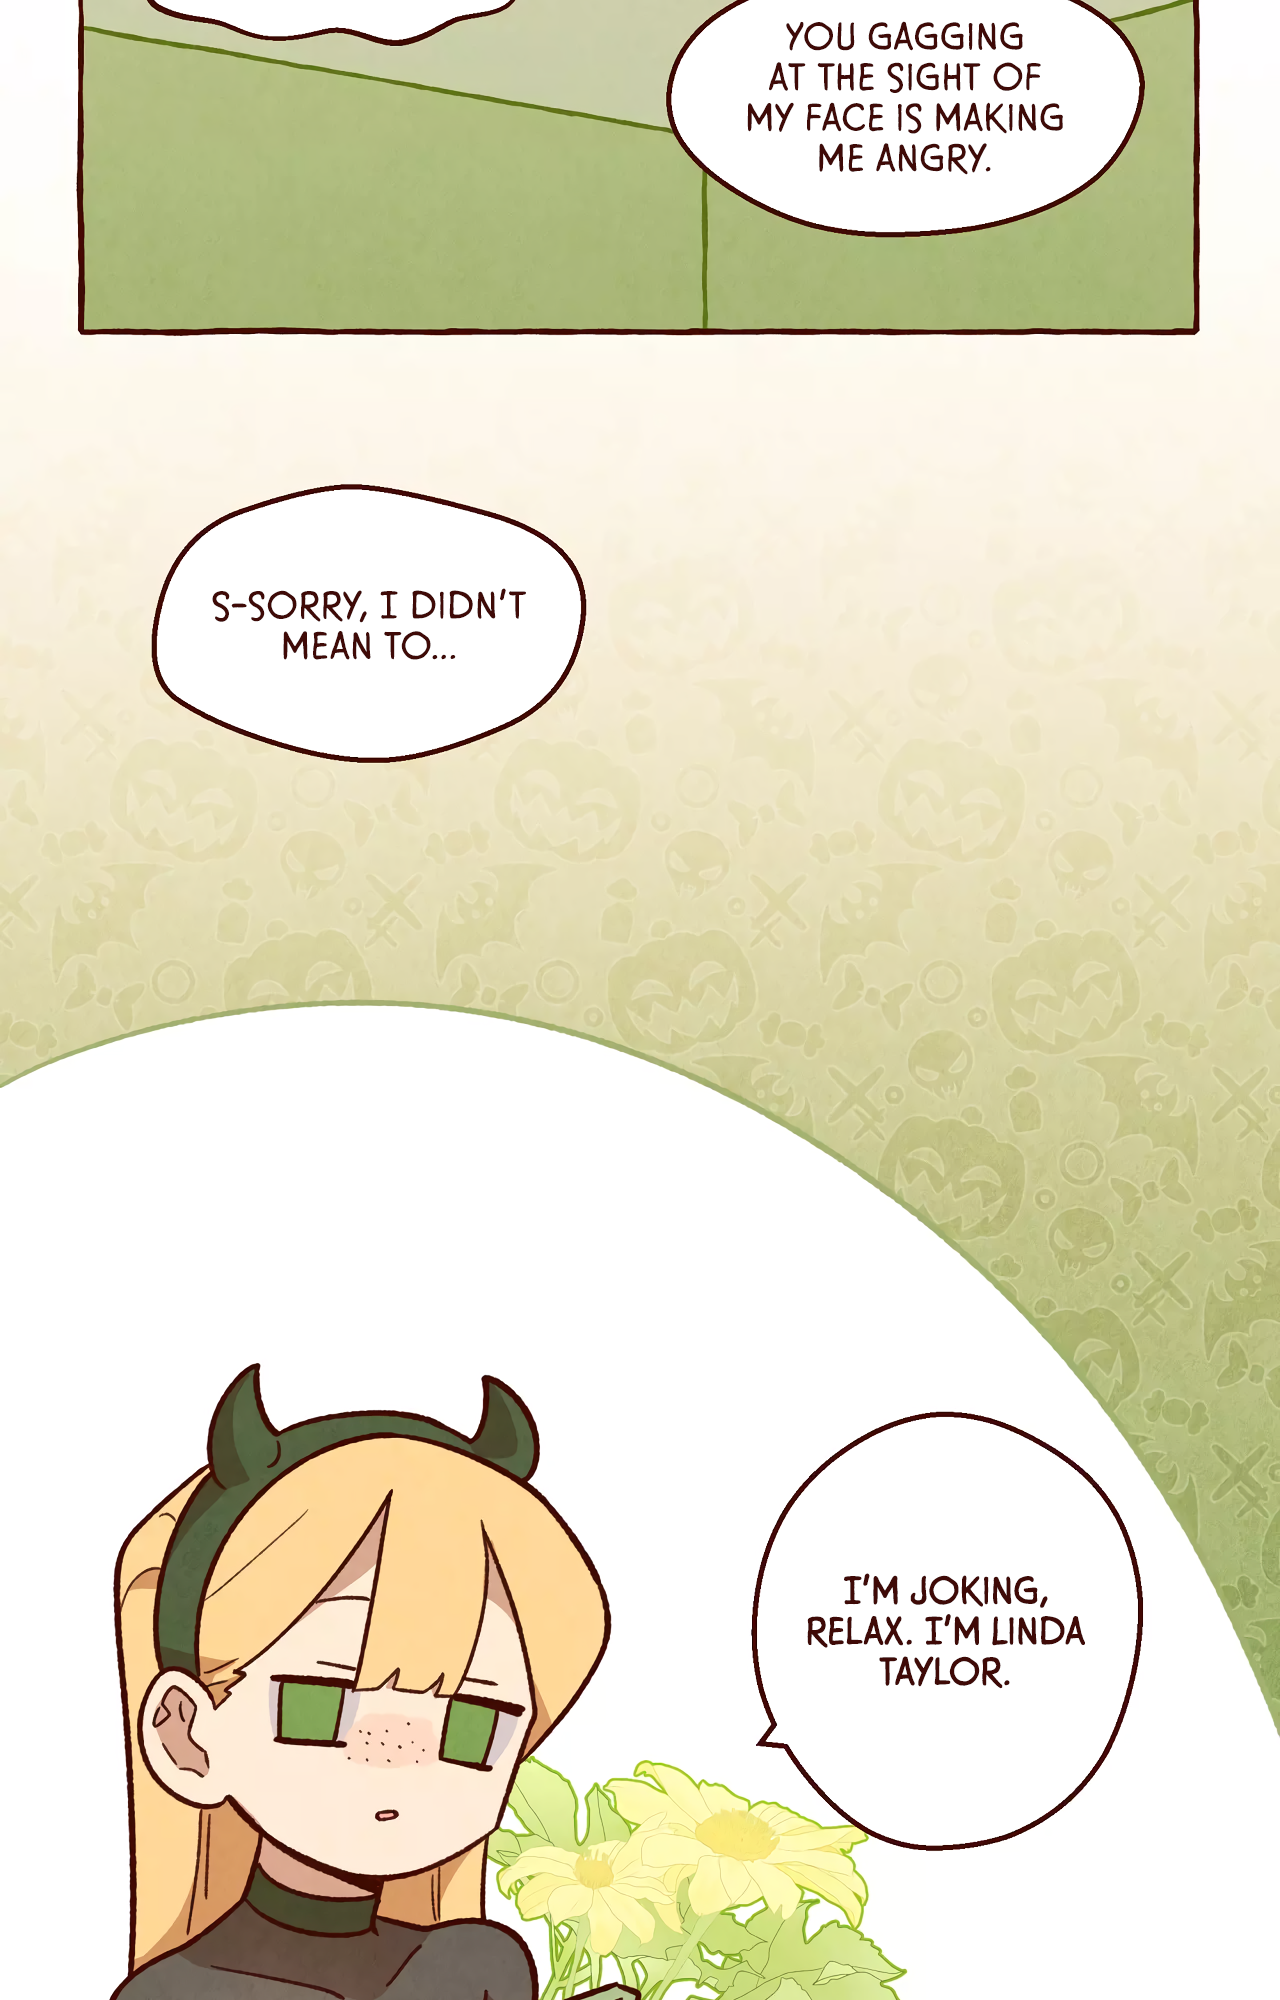 YOU GAGGING
AT THE SIGHT OF
MY FACE IS MAKING
ME ANGRY.
S-SORRY, I DIDN'T
MEAN TO...
I'M JOKING,
RELAX. I'M LINDA
TAYLOR.